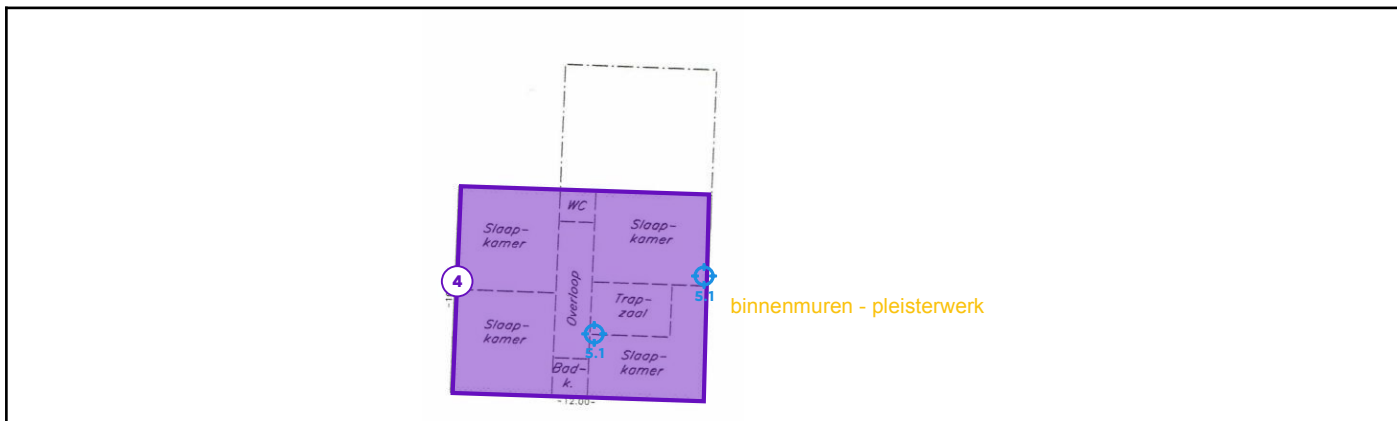 WC
Slaap-
kamer
Slaap-
kamer
4
5.1
Overloop
Trap-
zaal
binnenmuren - pleisterwerk
Slaap-
kamer
5.1
Slaap-
kamer
Bad-
k.
-12.00-